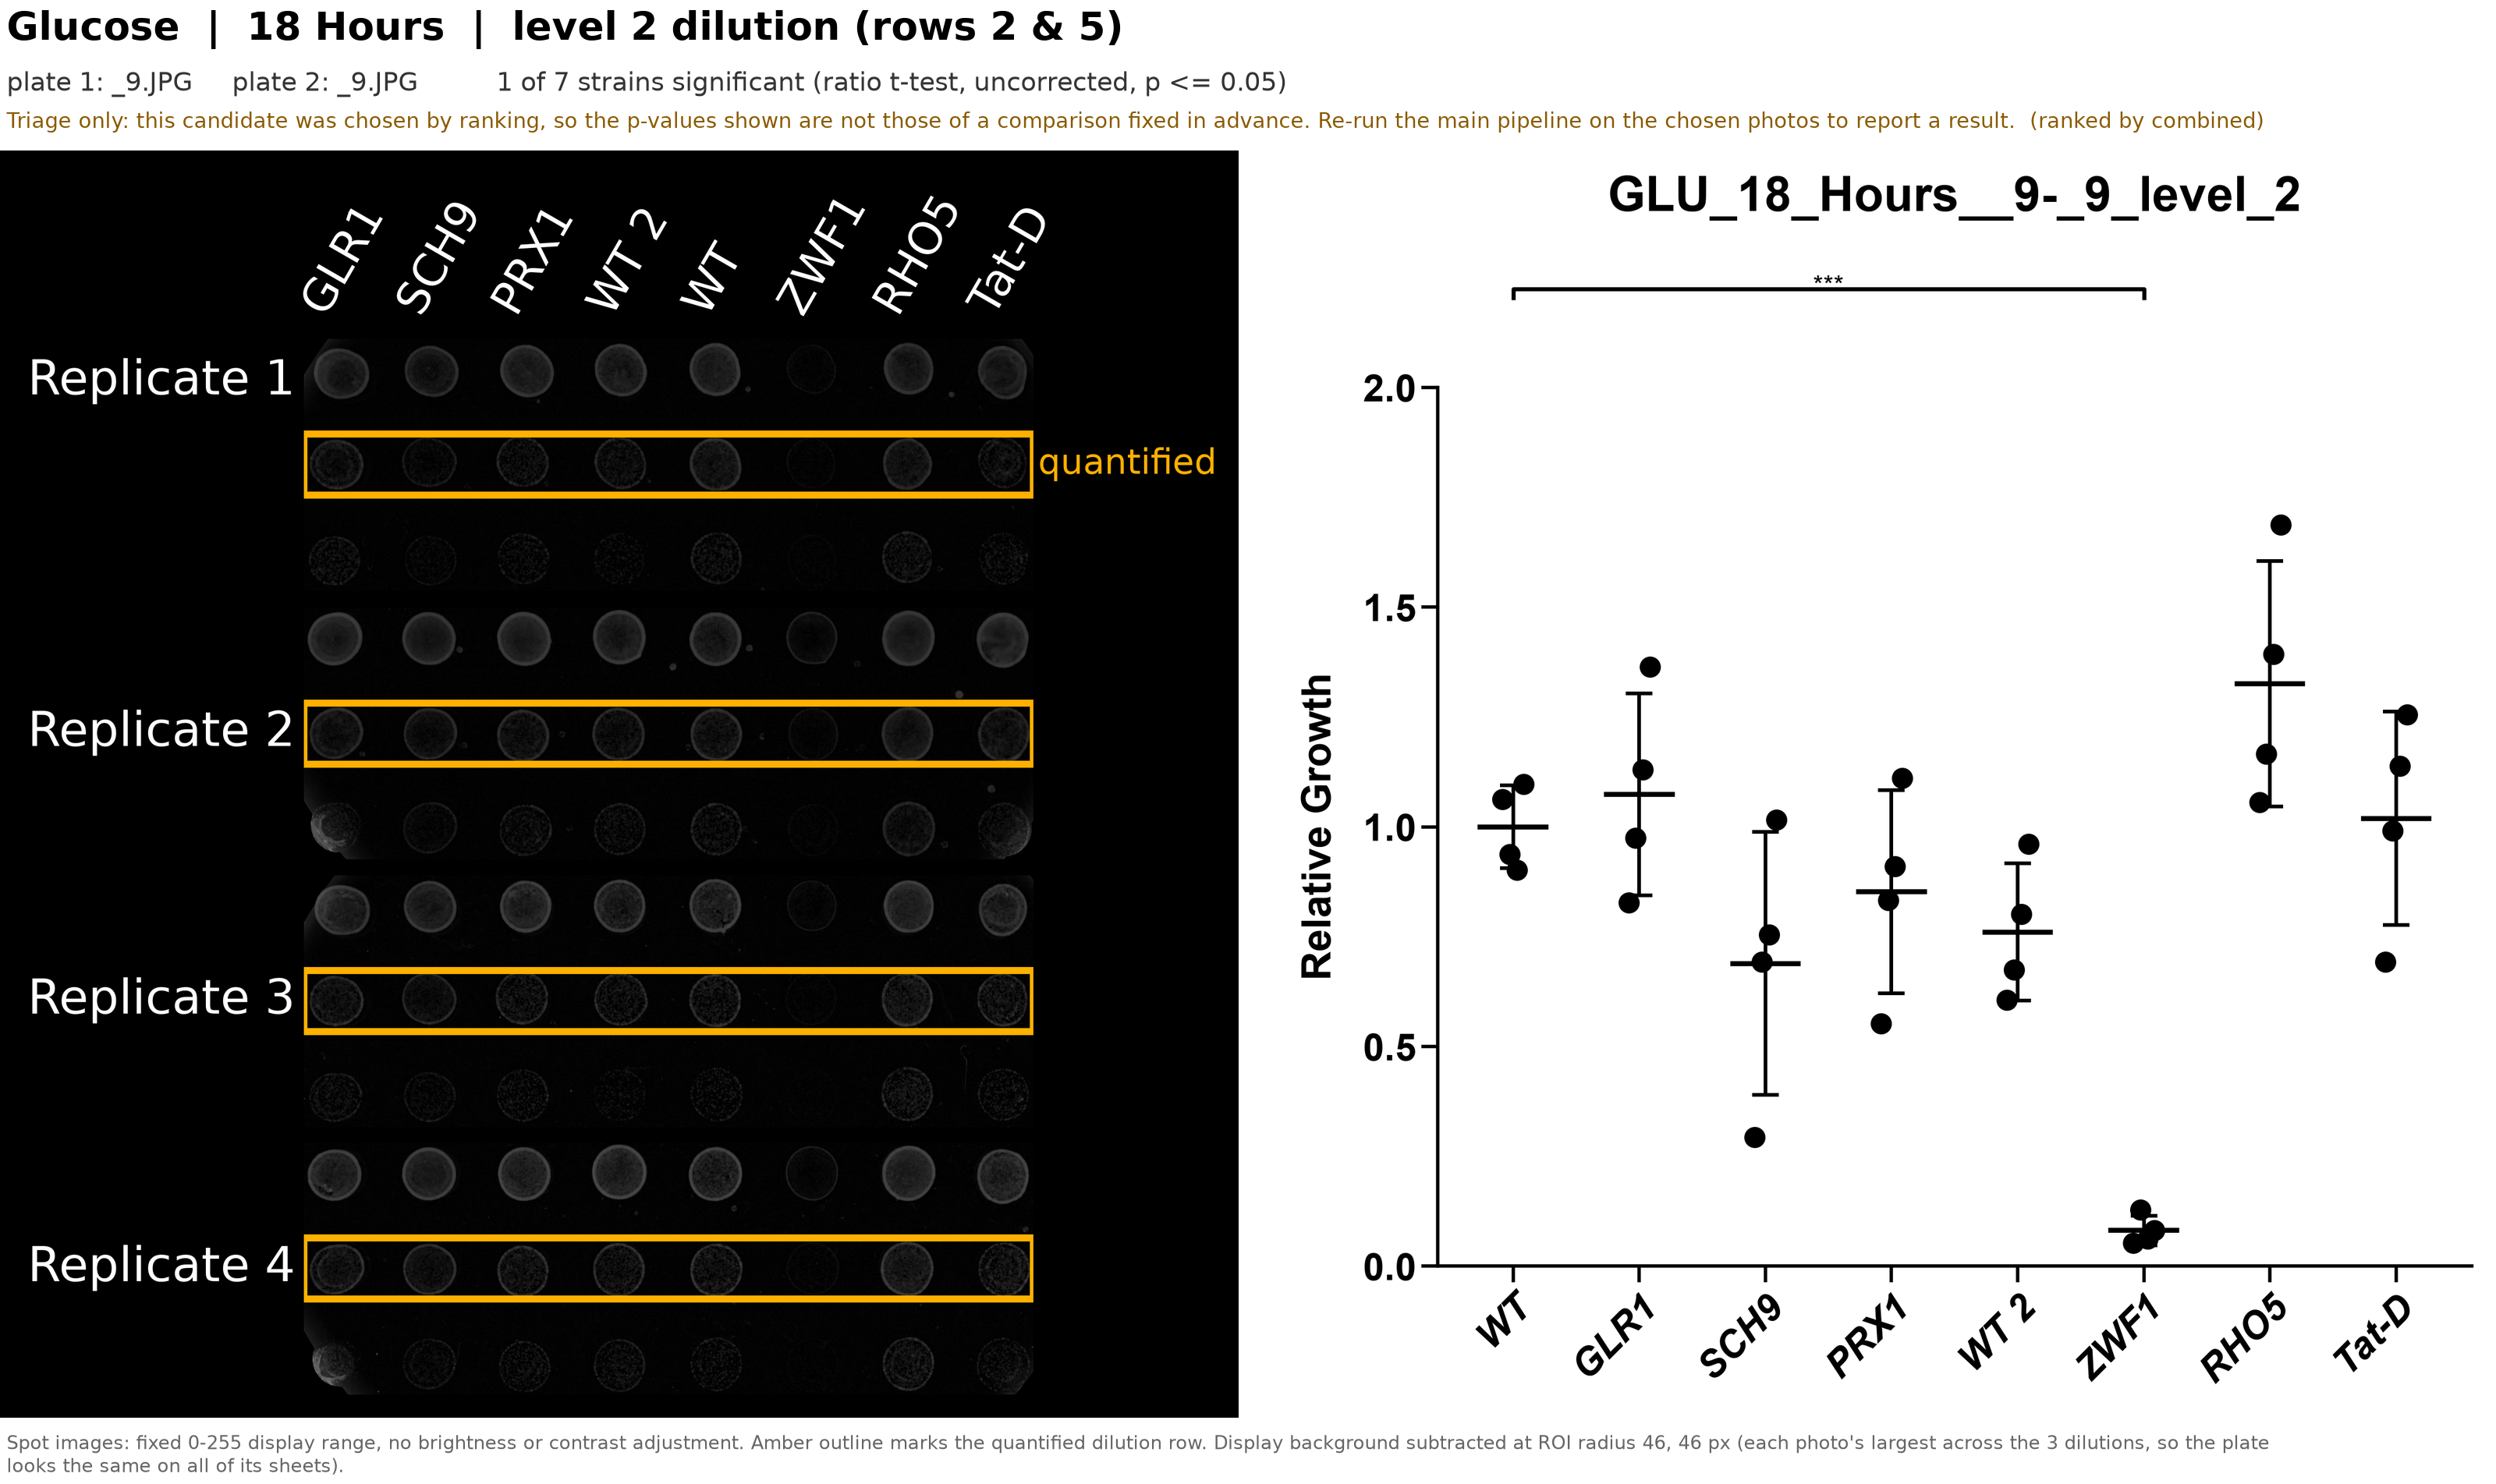 Glucose | 18 Hours | level 2 dilution (rows 2 & 5)
plate 1: _9.JPG plate 2: _9.JPG 1 of 7 strains significant (ratio t-test, uncorrected, p <= 0.05)
Triage only: this candidate was chosen by ranking, so the p-values shown are not those of a comparison fixed in advance. Re-run the main pipeline on the chosen photos to report a result. (ranked by combined)
GLR1 SCH9 PRX1 WT 2 WT ZWF1 RHO5 Tat-D
Replicate 1
quantified
Replicate 2
Replicate 3
Replicate 4
GLU_18_Hours__9-_9_level_2
***
2.0
1.5
1.0
0.5
0.0
Relative Growth
WT GLR1 SCH9 PRX1 WT 2 ZWF1 RHO5 Tat-D
Spot images: fixed 0-255 display range, no brightness or contrast adjustment. Amber outline marks the quantified dilution row. Display background subtracted at ROI radius 46, 46 px (each photo's largest across the 3 dilutions, so the plate
looks the same on all of its sheets).